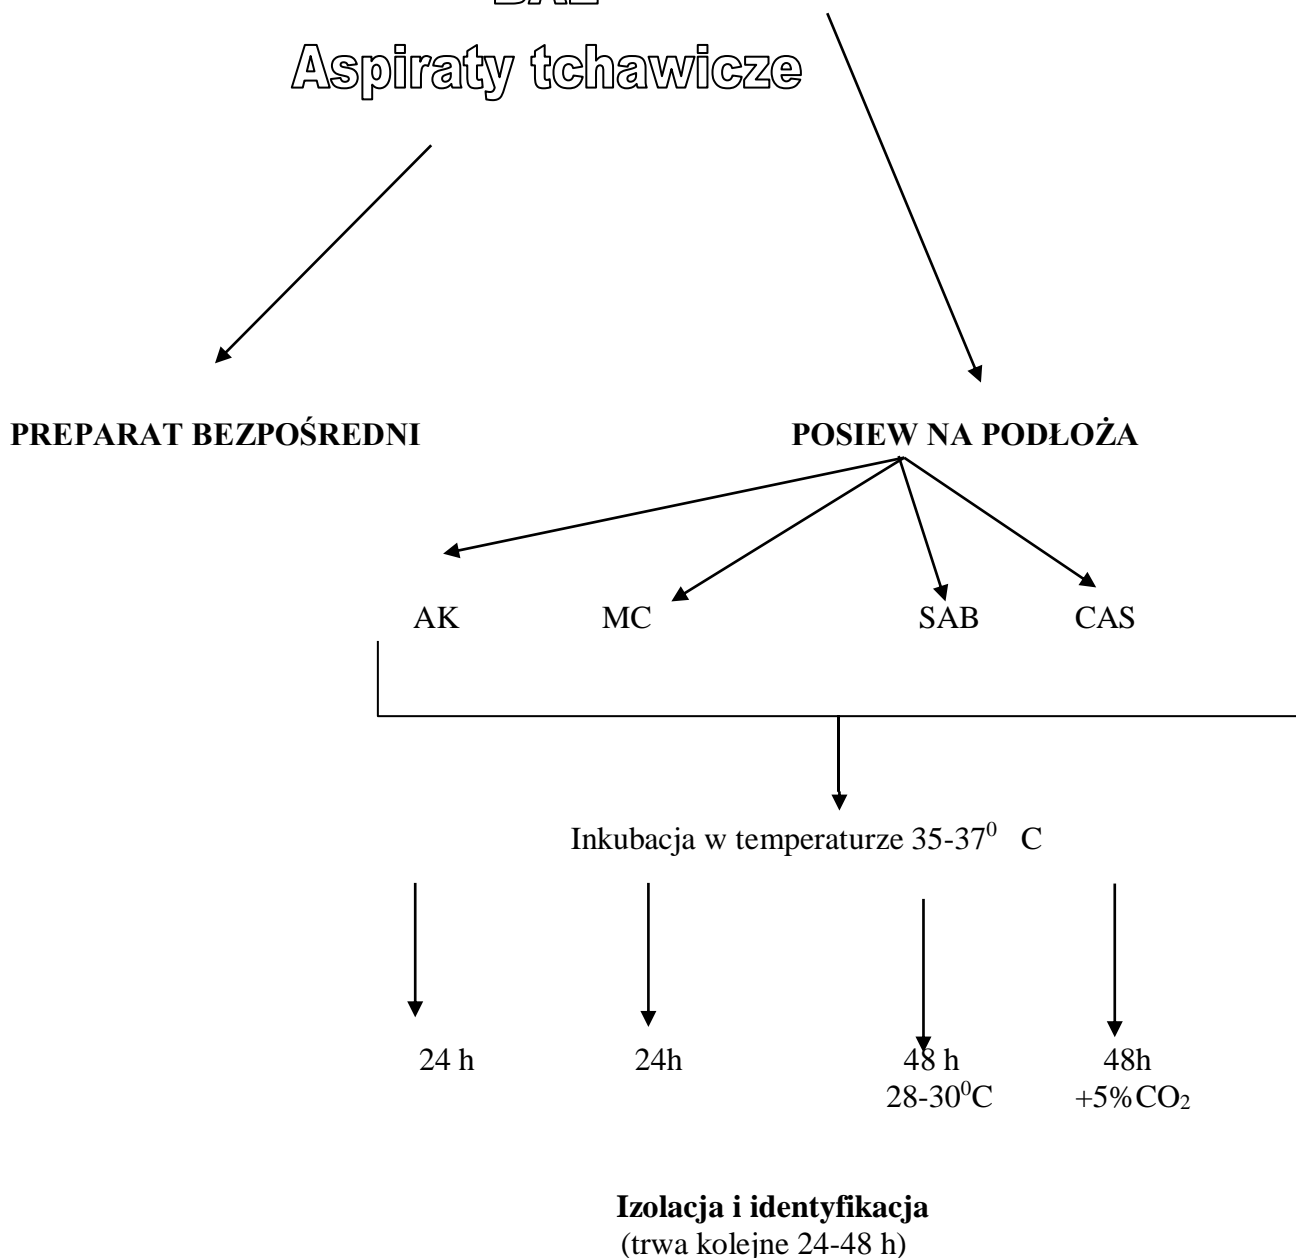 Aspiraty tchawicze
PREPARAT BEZPOŚREDNI
POSIEW NA PODŁOŻA
AK MC SAB CAS
Inkubacja w temperaturze 35-37⁰ C
24 h 24h 48 h 48h
28-30⁰C +5%CO₂
Izolacja i identyfikacja
(trwa kolejne 24-48 h)